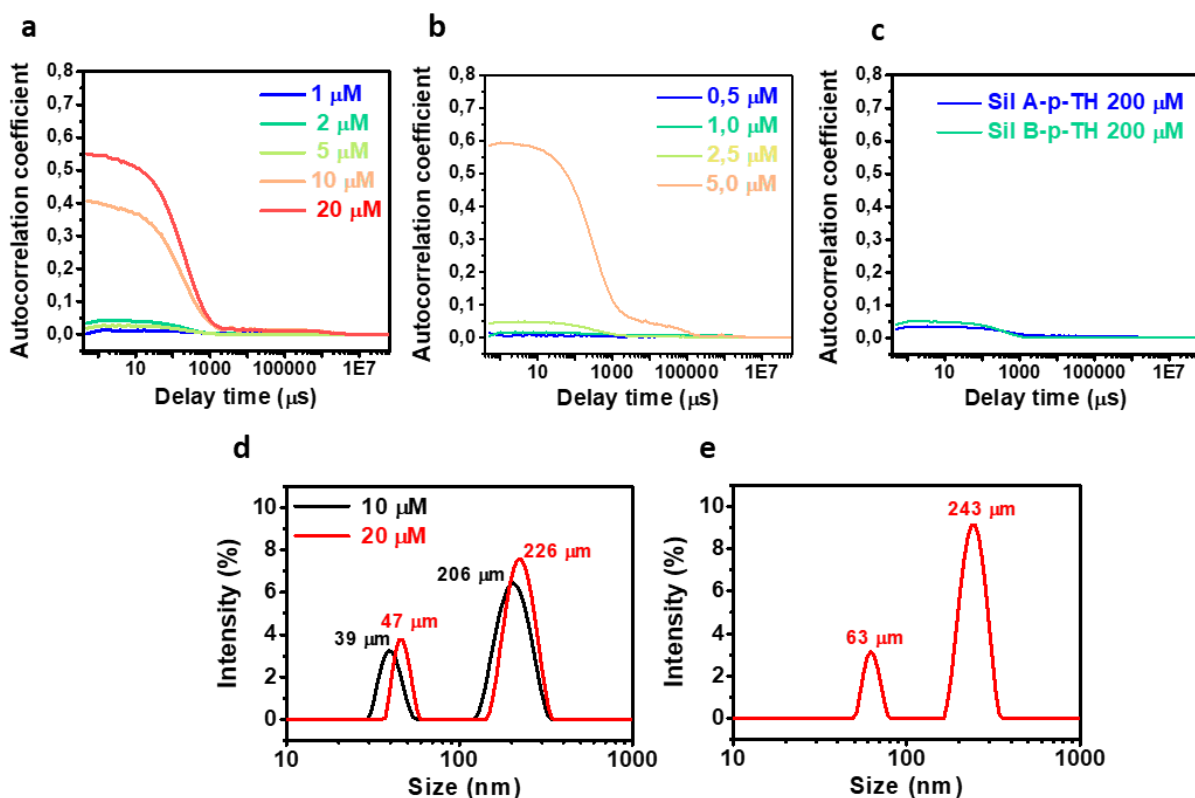 a
0,8
0,7
0,6
0,5
0,4
0,3
0,2
0,1
0,0
Autocorrelation coefficient
1 μM
2 μM
5 μM
10 μM
20 μM
10 1000 100000 1E7
Delay time (μs)
b
0,8
0,7
0,6
0,5
0,4
0,3
0,2
0,1
0,0
Autocorrelation coefficient
0,5 μM
1,0 μM
2,5 μM
5,0 μM
10 1000 100000 1E7
Delay time (μs)
c
0,8
0,7
0,6
0,5
0,4
0,3
0,2
0,1
0,0
Autocorrelation coefficient
Sil A-p-TH 200 μM
Sil B-p-TH 200 μM
10 1000 100000 1E7
Delay time (μs)
d
10
8
6
4
2
0
Intensity (%)
10 μM
20 μM
39 μm
47 μm
206 μm
226 μm
10 100 1000
Size (nm)
e
10
8
6
4
2
0
Intensity (%)
63 μm
243 μm
10 100 1000
Size (nm)